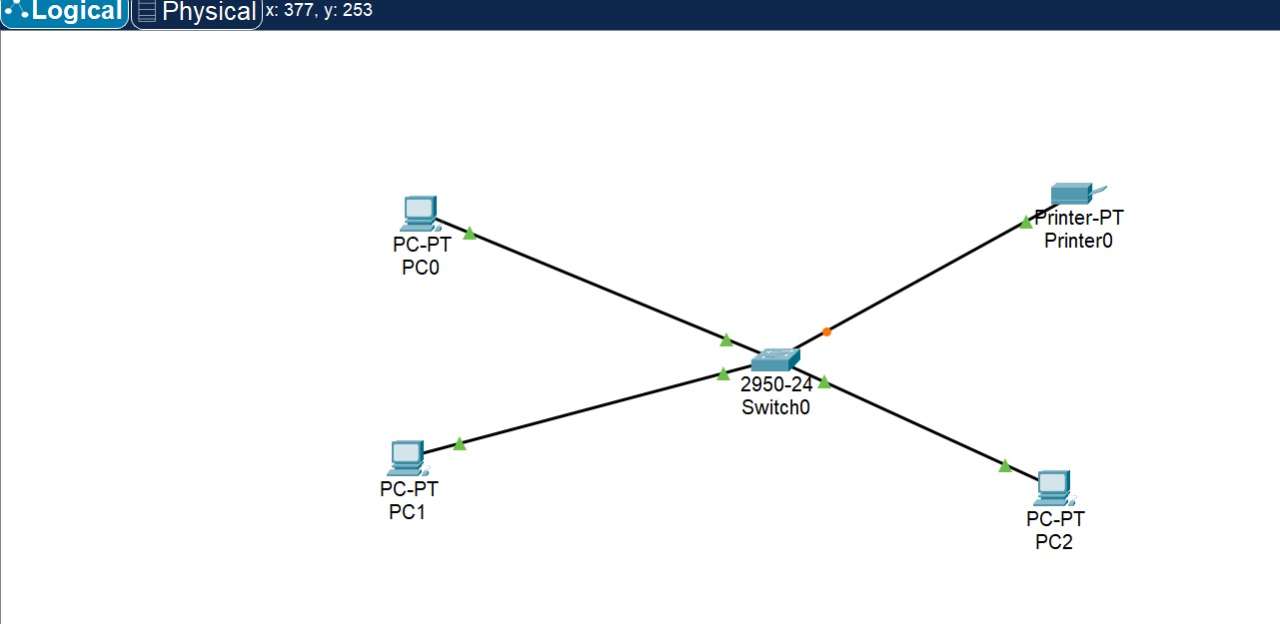 Logical Physical x: 377, y: 253
PC-PT
PC0
Printer-PT
Printer0
2950-24
Switch0
PC-PT
PC1
PC-PT
PC2